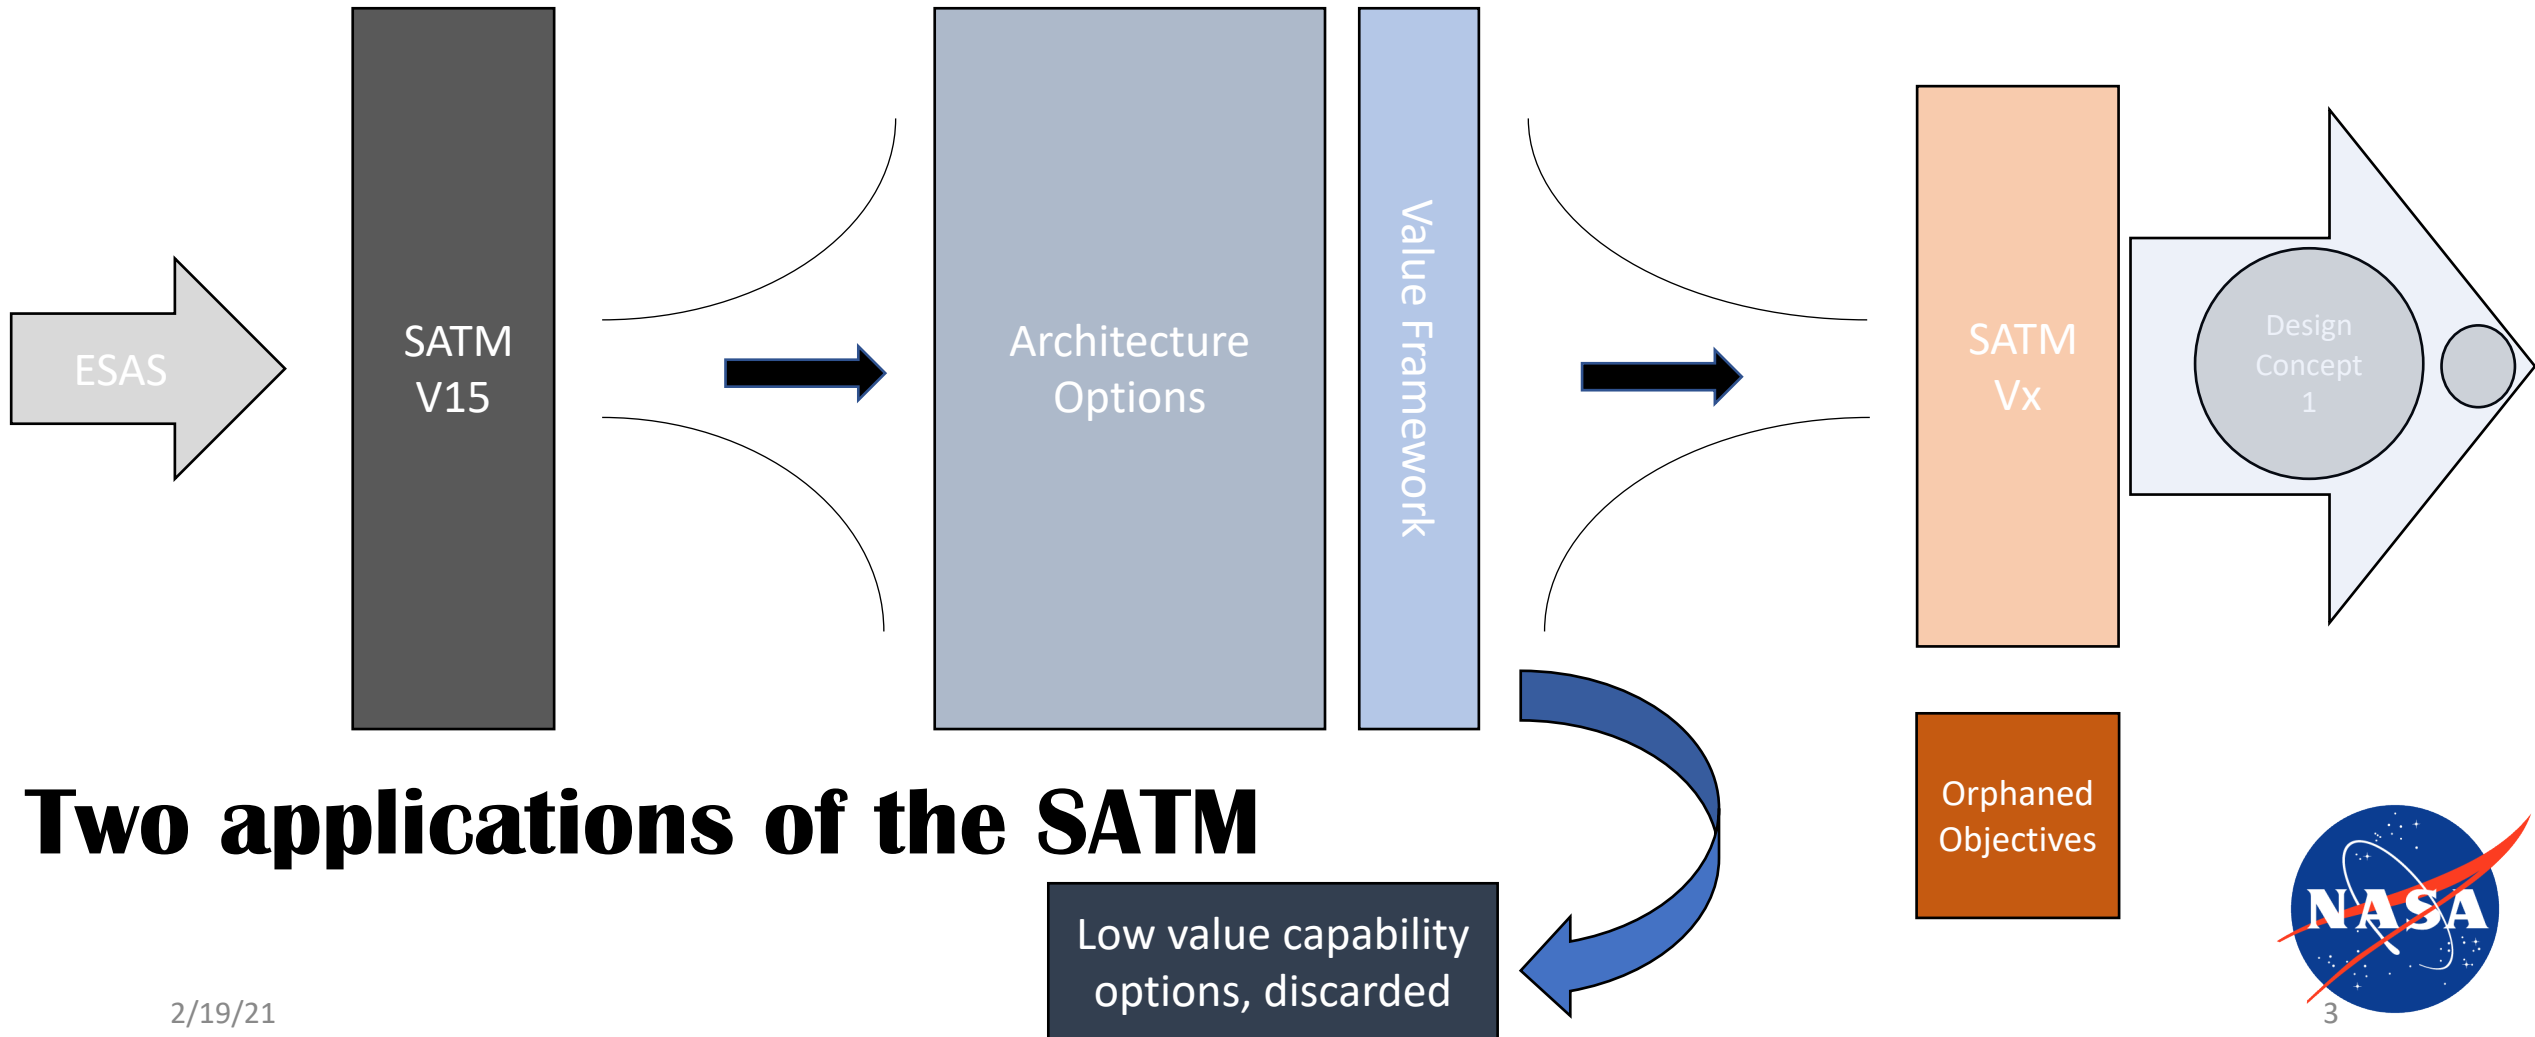 ESAS
SATM
V15
Architecture
Options
Value Framework
SATM
Vx
Design
Concept
1
Two applications of the SATM
Orphaned
Objectives
Low value capability
options, discarded
NASA
2/19/21
3